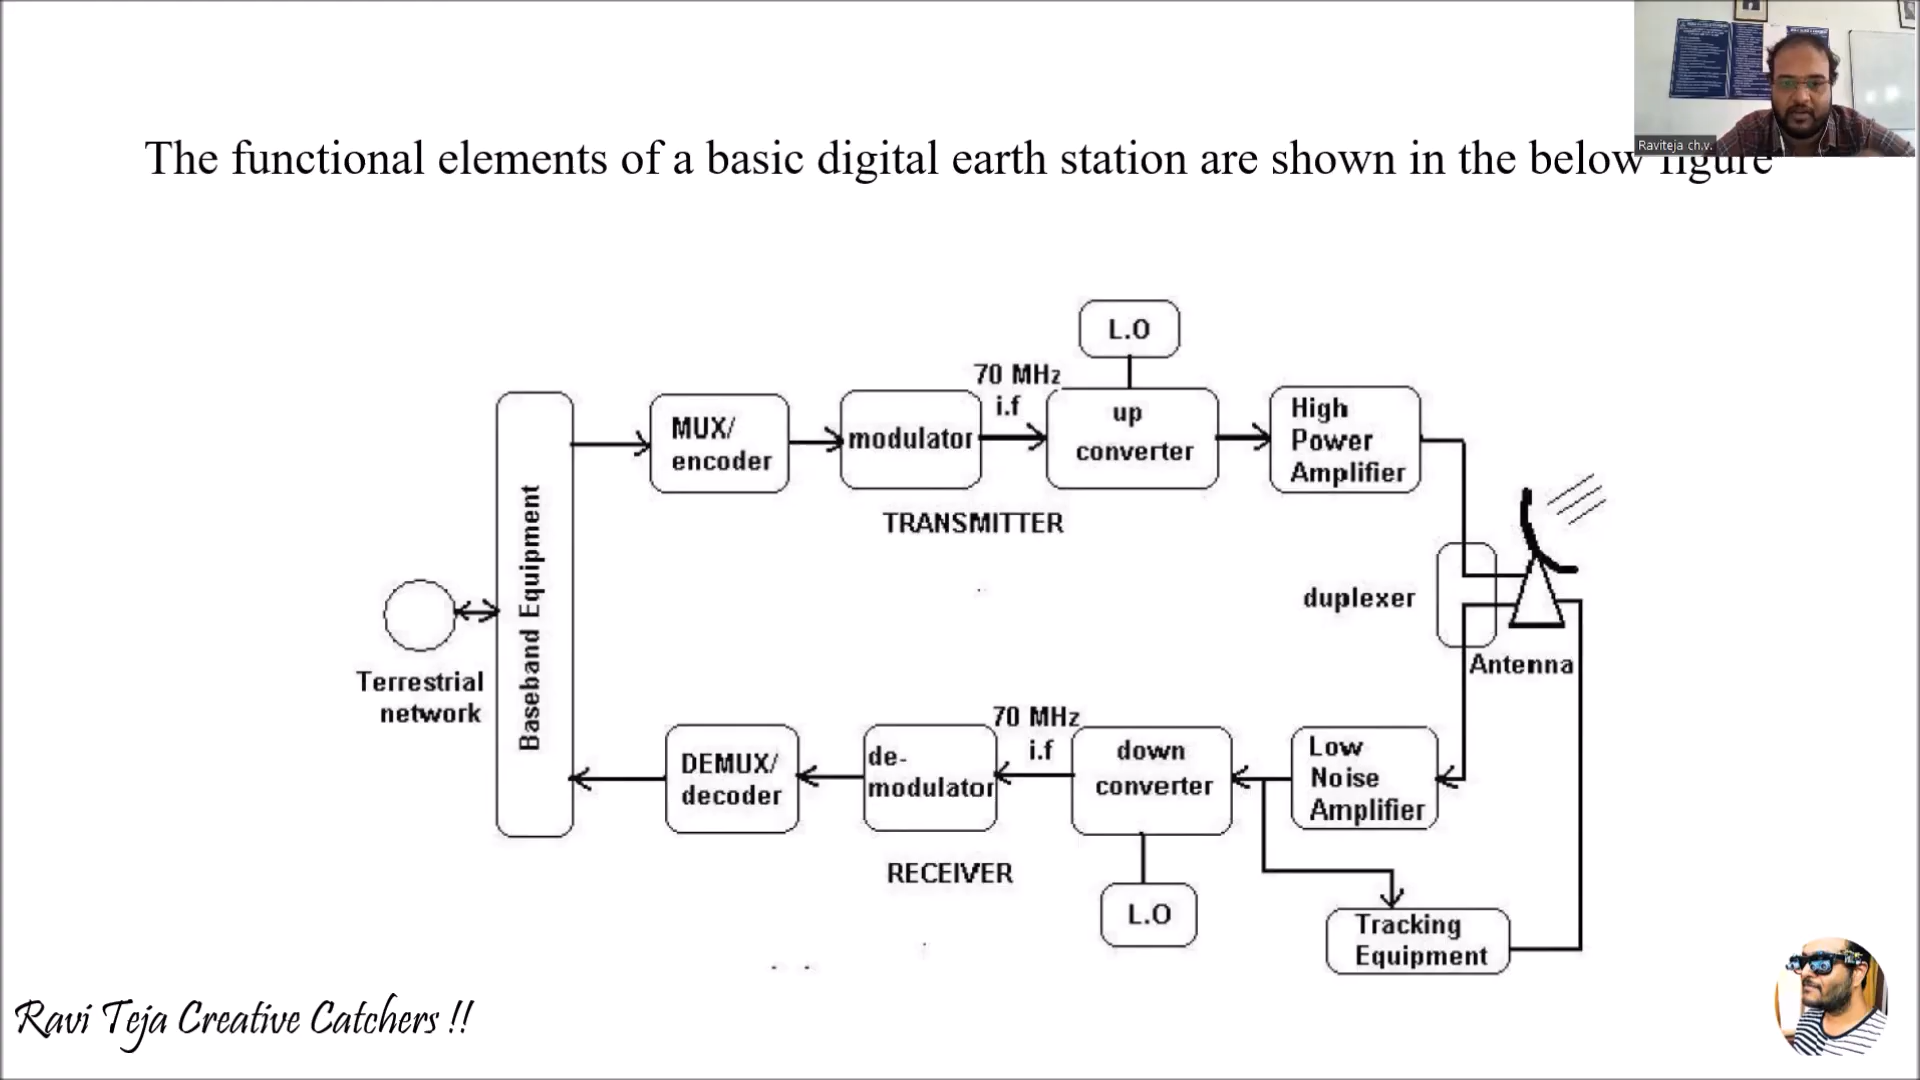 Raviteja ch.v.
The functional elements of a basic digital earth station are shown in the below figure
L.O
70 MHz
i.f
MUX/
encoder
modulator
up
converter
High
Power
Amplifier
TRANSMITTER
Baseband Equipment
duplexer
Antenna
Terrestrial
network
70 MHz
i.f
DEMUX/
decoder
de-
modulator
down
converter
Low
Noise
Amplifier
RECEIVER
L.O
Tracking
Equipment
Ravi Teja Creative Catchers !!